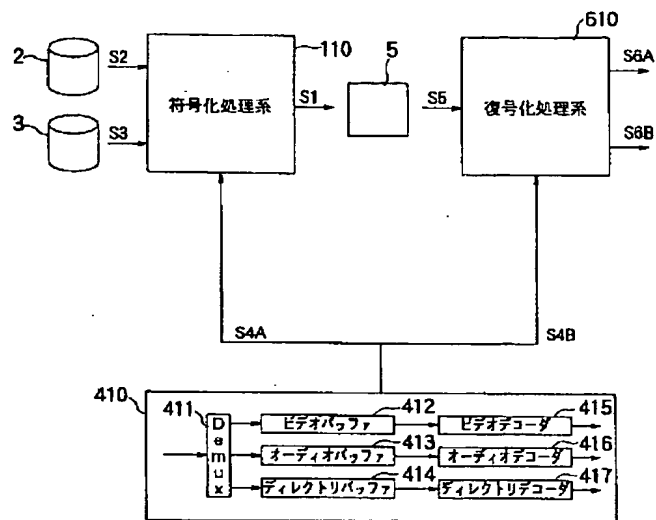 110
610
2
S2
符号化処理系
S1
5
S5
復号化処理系
S6A
3
S3
S6B
S4A
S4B
410
411
Demux
ビデオバッファ
412
ビデオデコーダ
415
オーディオバッファ
413
オーディオデコーダ
416
ディレクトリバッファ
414
ディレクトリデコーダ
417